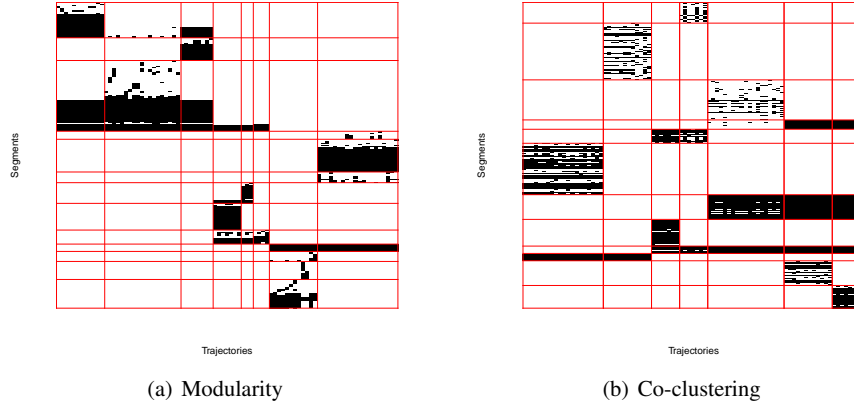 Segments
Trajectories
(a) Modularity
Segments
Trajectories
(b) Co-clustering